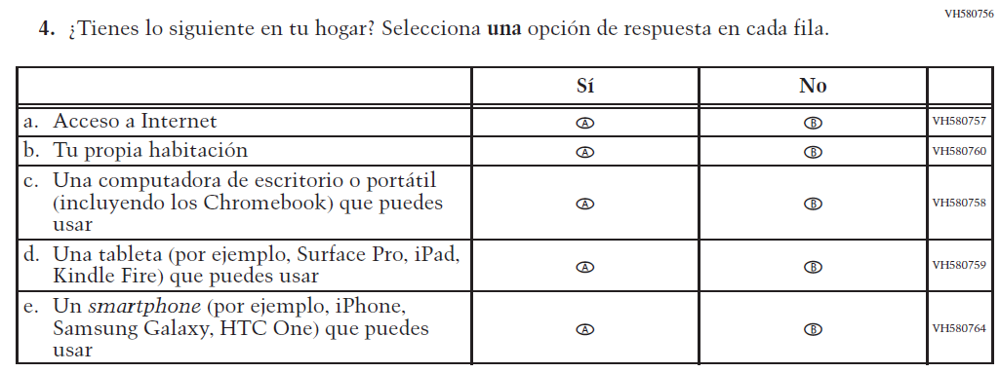 VH580756
4. ¿Tienes lo siguiente en tu hogar? Selecciona una opción de respuesta en cada fila.
Sí No
a. Acceso a Internet A B VH580757
b. Tu propia habitación A B VH580760
c. Una computadora de escritorio o portátil
(incluyendo los Chromebook) que puedes A B VH580758
usar
d. Una tableta (por ejemplo, Surface Pro, iPad,
Kindle Fire) que puedes usar A B VH580759
e. Un smartphone (por ejemplo, iPhone,
Samsung Galaxy, HTC One) que puedes A B VH580764
usar